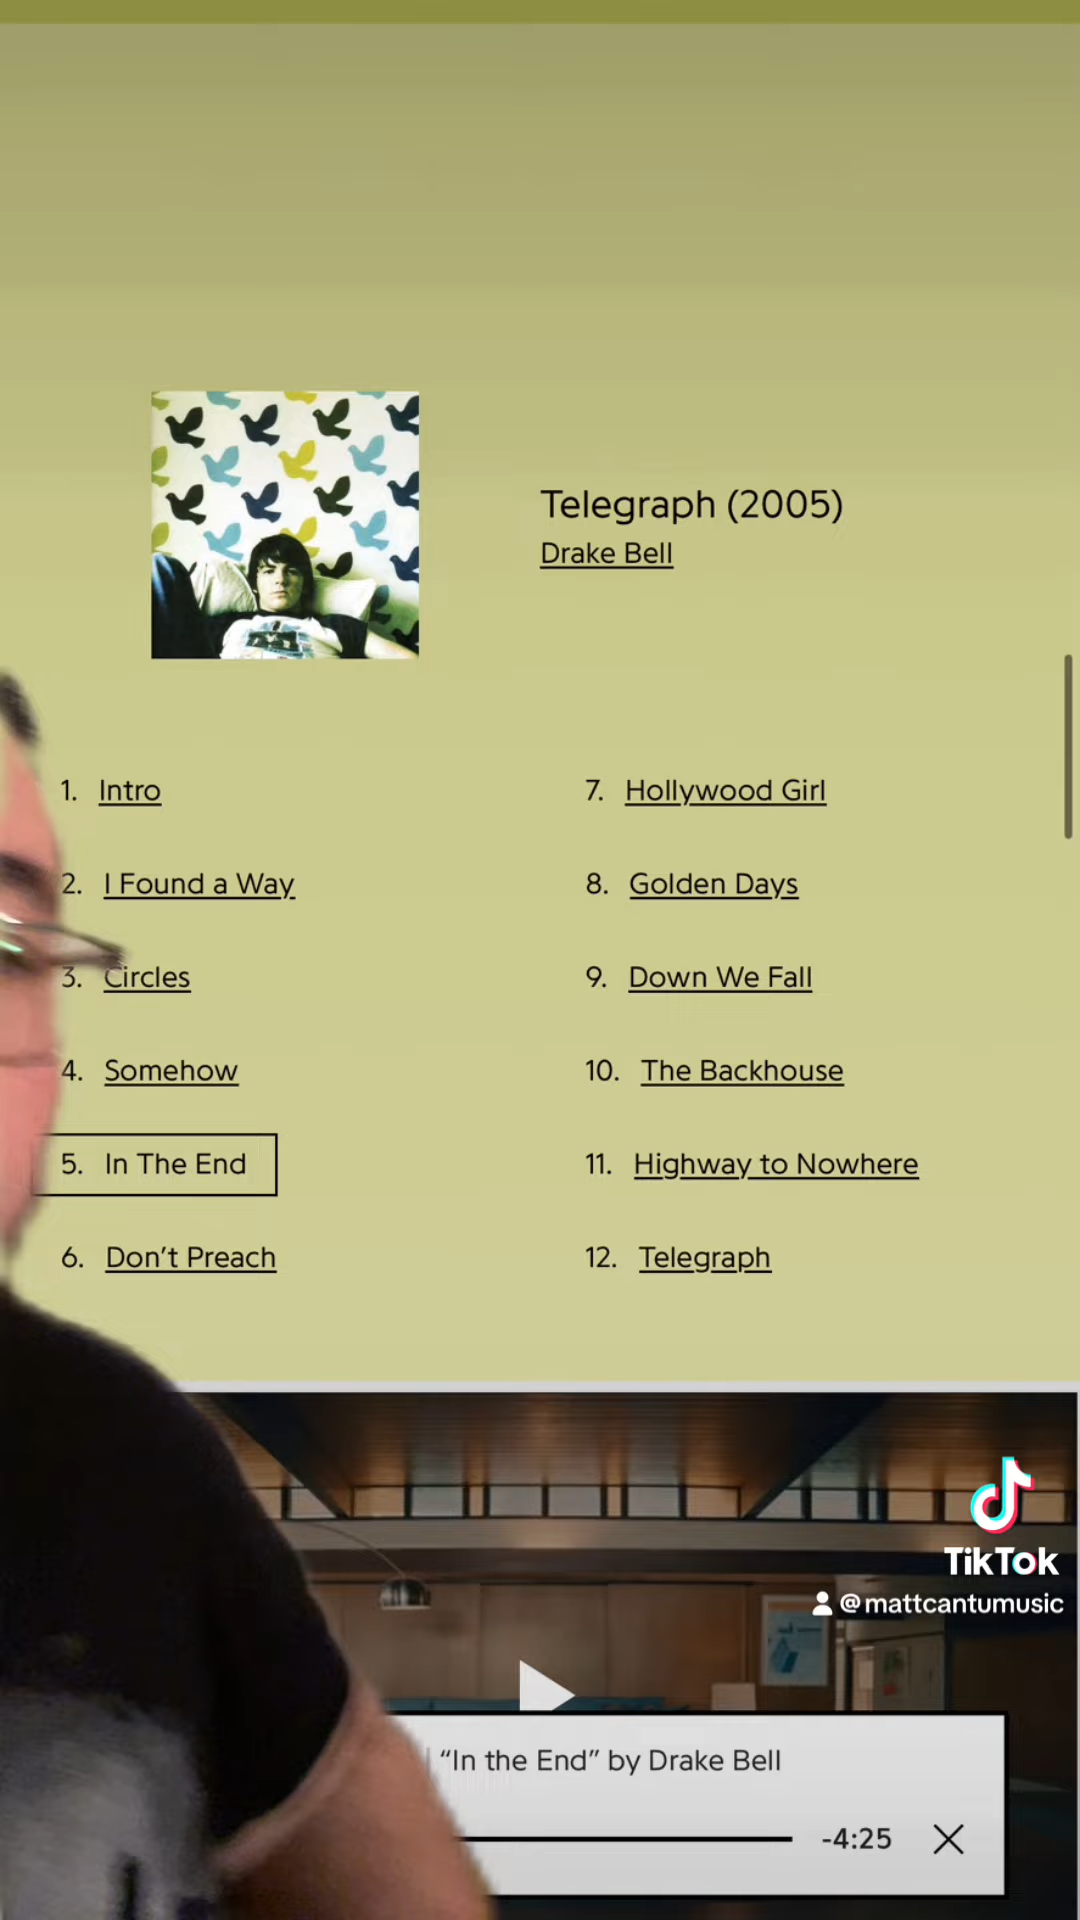 Telegraph (2005)
Drake Bell
1. Intro
2. I Found a Way
3. Circles
4. Somehow
5. In The End
6. Don't Preach
7. Hollywood Girl
8. Golden Days
9. Down We Fall
10. The Backhouse
11. Highway to Nowhere
12. Telegraph
TikTok
@mattcantumusic
"In the End" by Drake Bell
-4:25